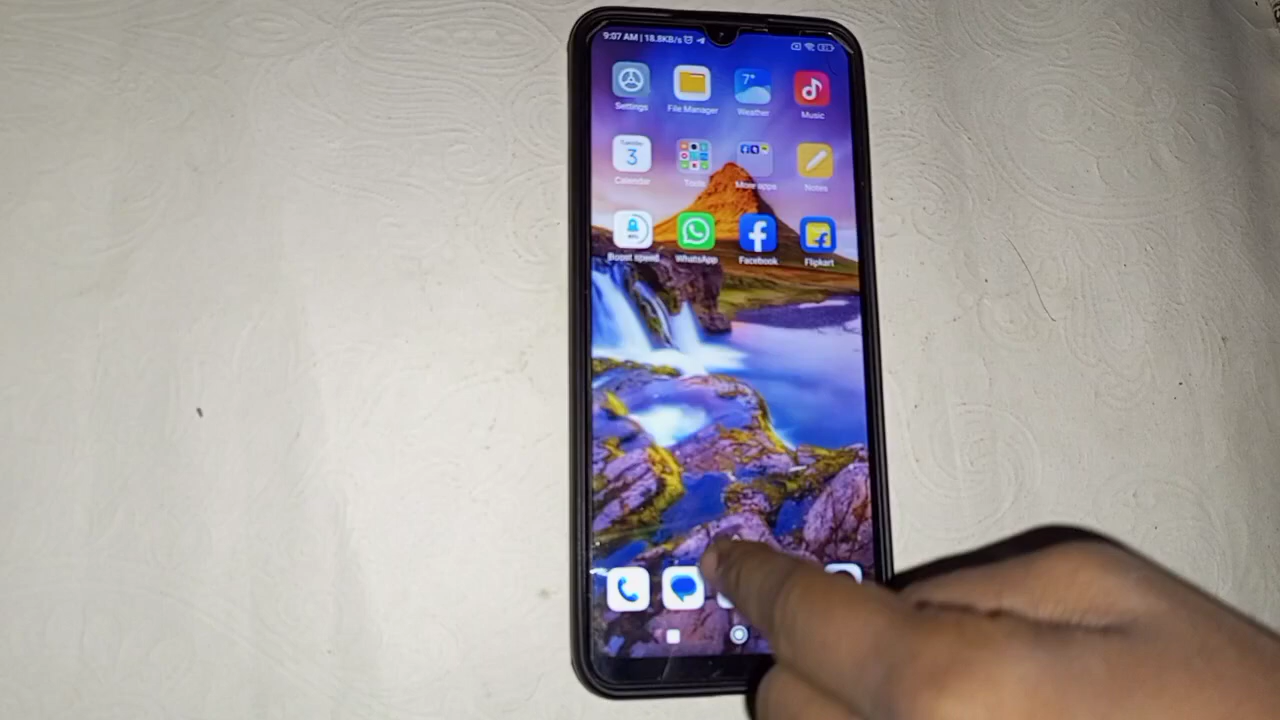 9:07 AM | 18.8KB/s
7°
Settings File Manager Weather Music
Tuesday
3
Calendar Tools More apps Notes
Boost speed WhatsApp Facebook Flipkart